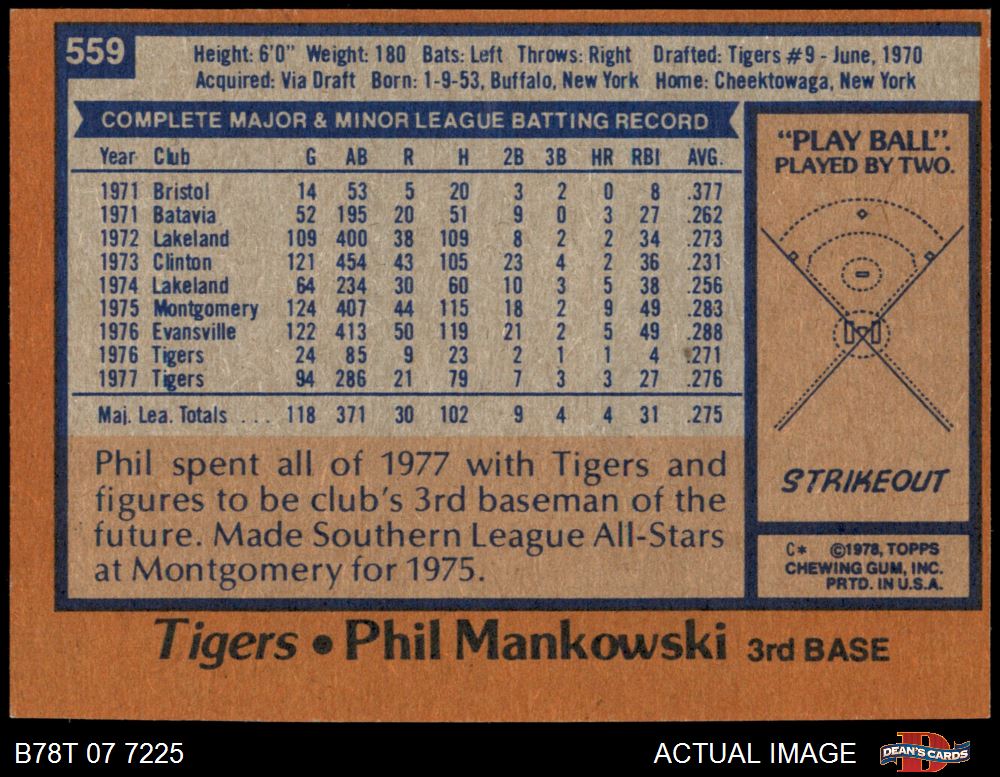 559
Height: 6'0" Weight: 180 Bats: Left Throws: Right Drafted: Tigers #9 - June, 1970
Acquired: Via Draft Born: 1-9-53, Buffalo, New York Home: Cheektowaga, New York
COMPLETE MAJOR & MINOR LEAGUE BATTING RECORD
Year Club G AB R H 2B 3B HR RBI AVG.
1971 Bristol 14 53 5 20 3 2 0 8 .377
1971 Batavia 52 195 20 51 9 0 3 27 .262
1972 Lakeland 109 400 38 109 8 2 2 34 .273
1973 Clinton 121 454 43 105 23 4 2 36 .231
1974 Lakeland 64 234 30 60 10 3 5 38 .256
1975 Montgomery 124 407 44 115 18 2 9 49 .283
1976 Evansville 122 413 50 119 21 2 5 49 .288
1976 Tigers 24 85 9 23 2 1 1 4 .271
1977 Tigers 94 286 21 79 7 3 3 27 .276
Maj. Lea. Totals . . . 118 371 30 102 9 4 4 31 .275
Phil spent all of 1977 with Tigers and
figures to be club's 3rd baseman of the
future. Made Southern League All-Stars
at Montgomery for 1975.
"PLAY BALL".
PLAYED BY TWO.
STRIKEOUT
C* ©1978, TOPPS
CHEWING GUM, INC.
PRTD. IN U.S.A.
Tigers • Phil Mankowski 3rd BASE
B78T 07 7225
ACTUAL IMAGE
DEAN'S CARDS